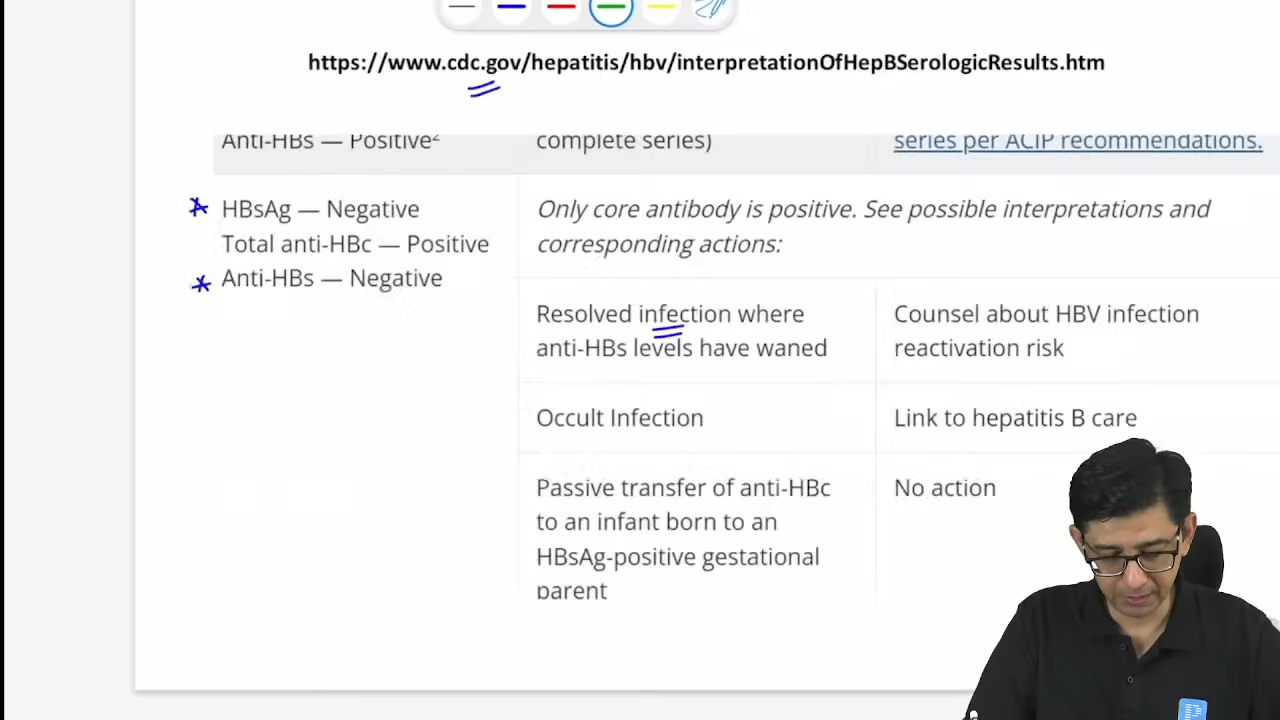 https://www.cdc.gov/hepatitis/hbv/interpretationOfHepBSerologicResults.htm
Anti-HBs — Positive²
complete series)
series per ACIP recommendations.
HBsAg — Negative
Total anti-HBc — Positive
Anti-HBs — Negative
Only core antibody is positive. See possible interpretations and
corresponding actions:
Resolved infection where
anti-HBs levels have waned
Counsel about HBV infection
reactivation risk
Occult Infection
Link to hepatitis B care
Passive transfer of anti-HBc
to an infant born to an
HBsAg-positive gestational
parent
No action